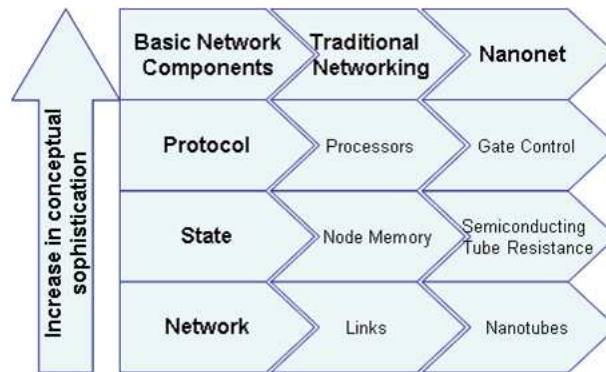 Basic Network
Components
Traditional
Networking
Nanonet
Protocol
Processors
Gate Control
State
Node Memory
Semiconducting
Tube Resistance
Network
Links
Nanotubes
Increase in conceptual
sophistication